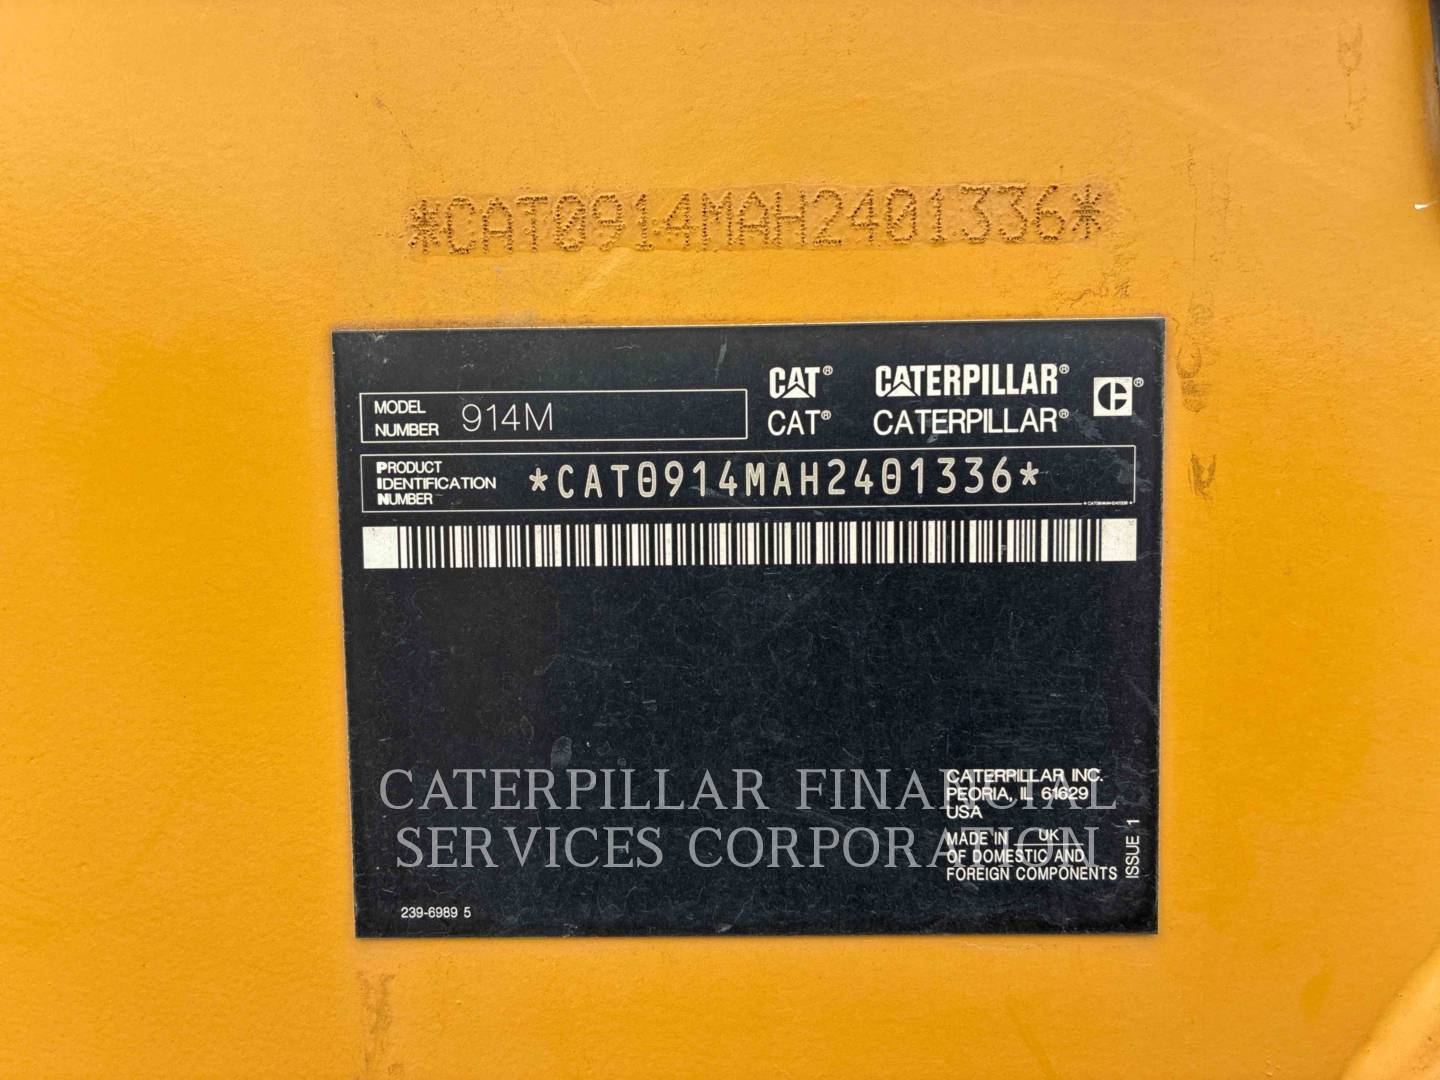 *CAT0914MAH2401336*
CAT® CATERPILLAR® ®
MODEL NUMBER 914M
CAT® CATERPILLAR®
PRODUCT IDENTIFICATION NUMBER *CAT0914MAH2401336*
*CAT0914MAH2401336*
CATERPILLAR FINANCIAL
SERVICES CORPORATION
CATERPILLAR INC.
PEORIA, IL 61629
USA
MADE IN UK
OF DOMESTIC AND
FOREIGN COMPONENTS
ISSUE 1
239-6989 5